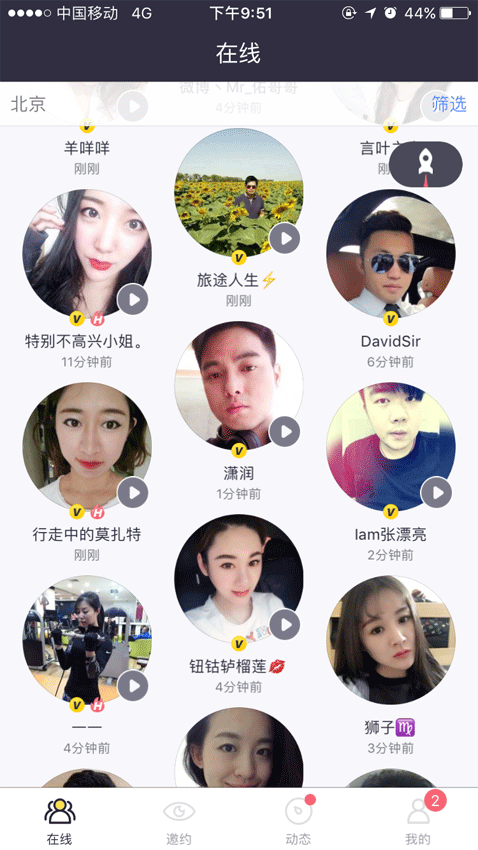 中国移动 4G 下午9:51 44%
在线
微博丶Mr_佑哥哥
4分钟前
北京 筛选
羊咩咩
刚刚
言叶
刚
旅途人生⚡
刚刚
特别不高兴小姐。
11分钟前
DavidSir
6分钟前
潇润
1分钟前
行走中的莫扎特
刚刚
Iam张漂亮
2分钟前
钮钴轳榴莲💋
4分钟前
一一
4分钟前
狮子♍
3分钟前
2
在线 邀约 动态 我的